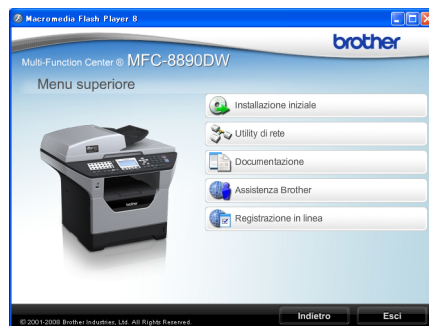 Macromedia Flash Player 8
brother
Multi-Function Center ® MFC-8890DW
Menu superiore
Installazione iniziale
Utility di rete
Documentazione
Assistenza Brother
Registrazione in linea
© 2001-2008 Brother Industries, Ltd. All Rights Reserved.
Indietro
Esci